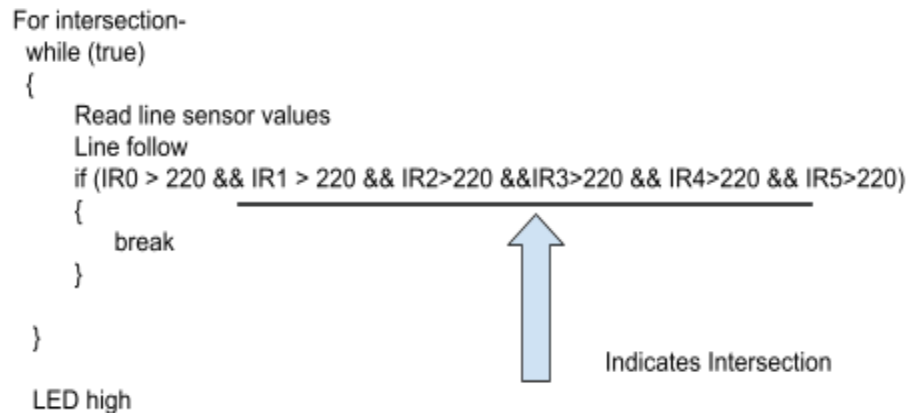 For intersection-
while (true)
{
Read line sensor values
Line follow
if (IR0 > 220 && IR1 > 220 && IR2>220 &&IR3>220 && IR4>220 && IR5>220)
{
break
}
}
Indicates Intersection
LED high